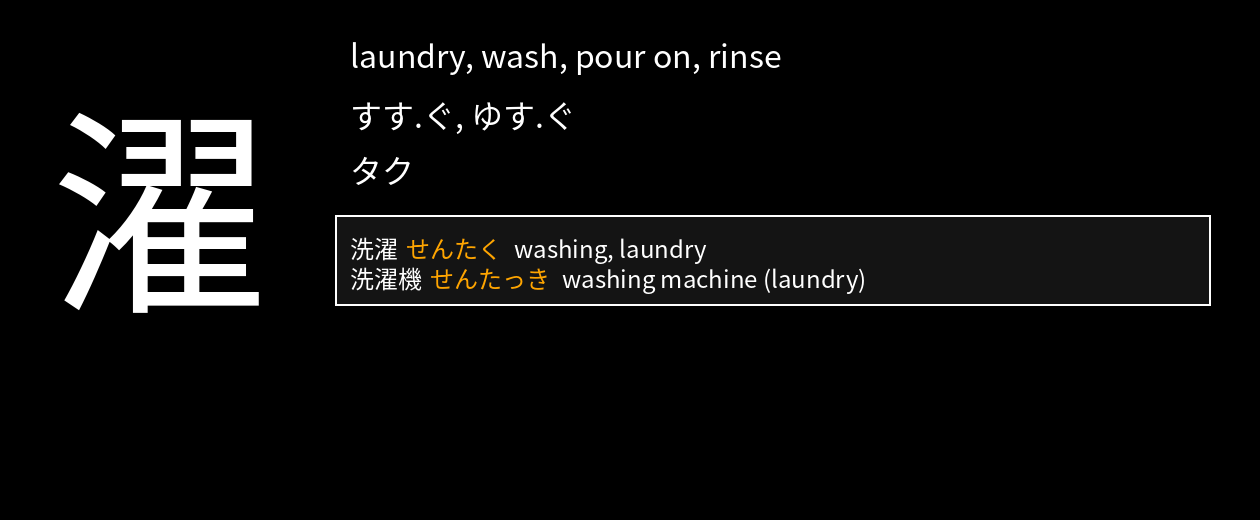 濯
laundry, wash, pour on, rinse
すす.ぐ, ゆす.ぐ
タク
洗濯 せんたく washing, laundry
洗濯機 せんたっき washing machine (laundry)